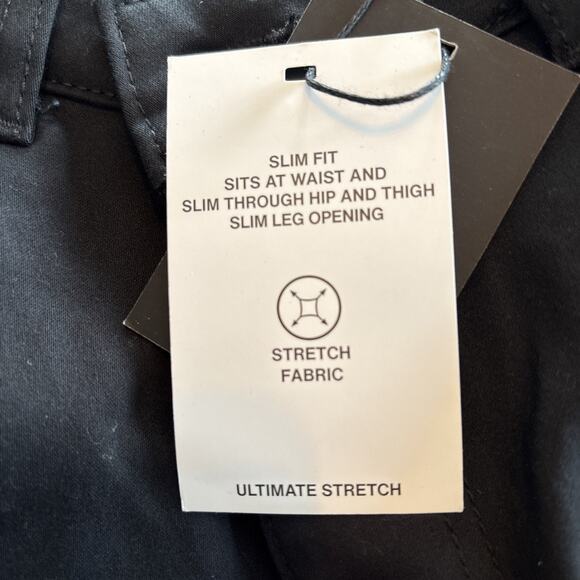 SLIM FIT
SITS AT WAIST AND
SLIM THROUGH HIP AND THIGH
SLIM LEG OPENING
STRETCH
FABRIC
ULTIMATE STRETCH